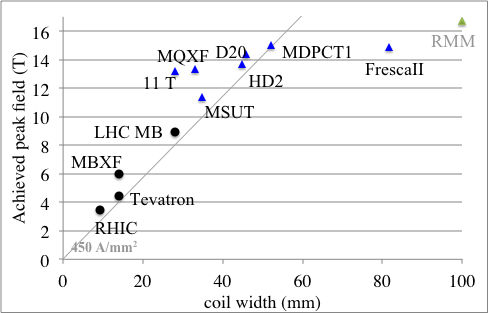 16
14
12
10
8
6
4
2
0
Achieved peak field (T)
RMM
MQXF
D20
MDPCT1
11 T
HD2
FrescaII
MSUT
LHC MB
MBXF
Tevatron
RHIC
450 A/mm²
0 20 40 60 80 100
coil width (mm)